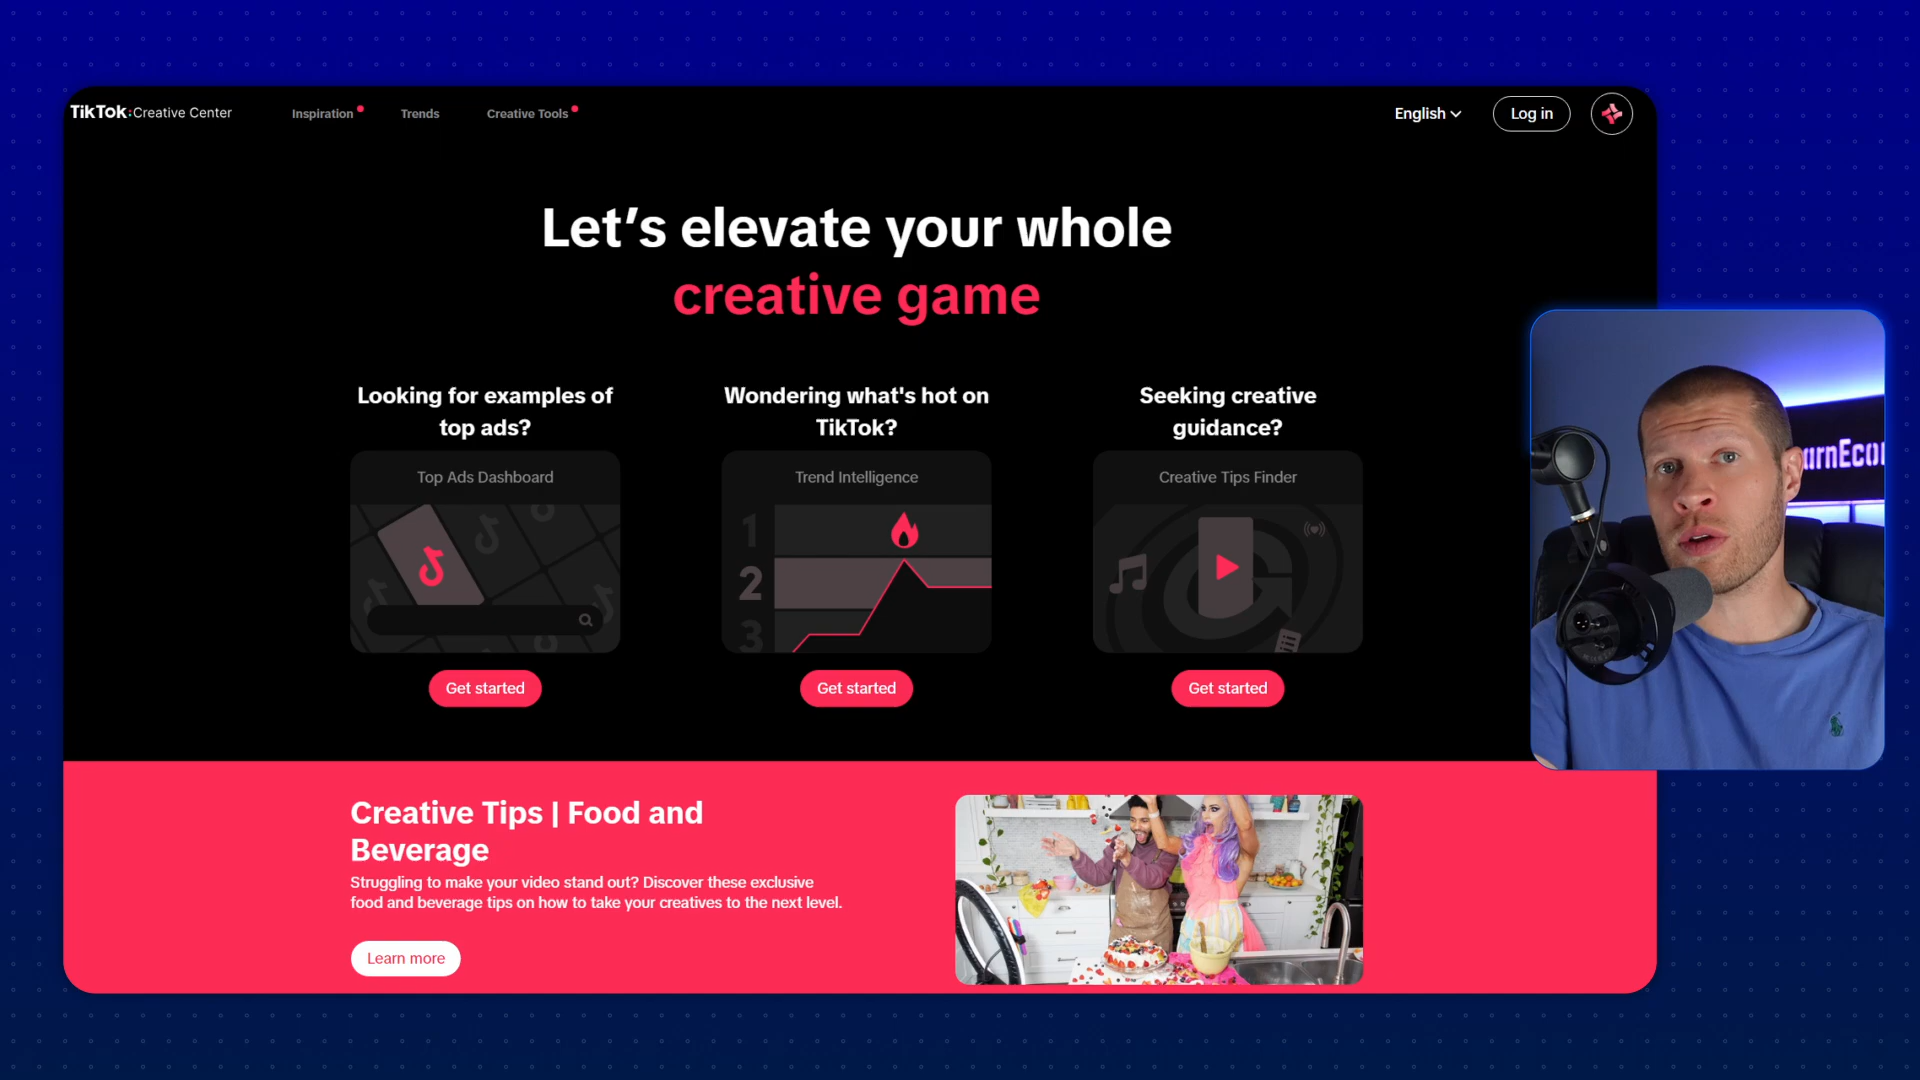 TikTok:Creative Center
Inspiration
Trends
Creative Tools
English
Log in
Let’s elevate your whole
creative game
Looking for examples of
top ads?
Top Ads Dashboard
Get started
Wondering what's hot on
TikTok?
Trend Intelligence
1
2
3
Get started
Seeking creative
guidance?
Creative Tips Finder
Get started
arnEco
Creative Tips | Food and
Beverage
Struggling to make your video stand out? Discover these exclusive
food and beverage tips on how to take your creatives to the next level.
Learn more